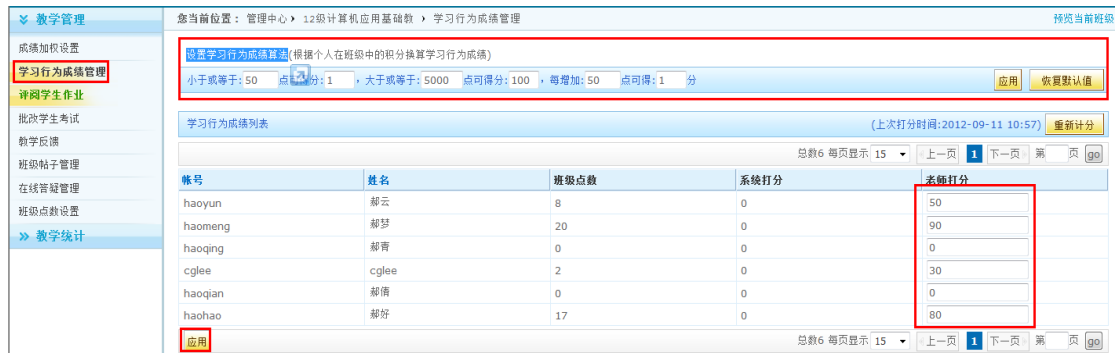 教学管理
成绩加权设置
学习行为成绩管理
评阅学生作业
批改学生考试
教学反馈
班级帖子管理
在线答疑管理
班级点数设置
教学统计
您当前位置： 管理中心 12级计算机应用基础教 学习行为成绩管理 预览当前班级
设置学习行为成绩算法(根据个人在班级中的积分换算学习行为成绩)
小于或等于: 50 点 分: 1 ，大于或等于: 5000 点可得分: 100 ，每增加: 50 点可得: 1 分 应用 恢复默认值
学习行为成绩列表 (上次打分时间:2012-09-11 10:57) 重新计分
总数6 每页显示 15 上一页 1 下一页 第 页 go
帐号 姓名 班级点数 系统打分 老师打分
haoyun 郝云 8 0 50
haomeng 郝梦 20 0 90
haoqing 郝青 0 0 0
cglee cglee 2 0 30
haoqian 郝倩 0 0 0
haohao 郝好 17 0 80
应用 总数6 每页显示 15 上一页 1 下一页 第 页 go